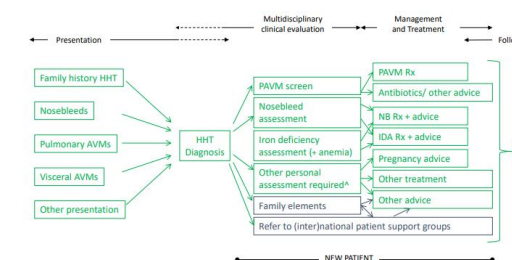 Multidisciplinary
clinical evaluation
Management
and Treatment
Presentation
Family history HHT
Nosebleeds
Pulmonary AVMs
Visceral AVMs
Other presentation
HHT
Diagnosis
PAVM screen
Nosebleed
assessment
Iron deficiency
assessment (+ anemia)
Other personal
assessment required^
Family elements
Refer to (inter)national patient support groups
PAVM Rx
Antibiotics/ other advice
NB Rx + advice
IDA Rx + advice
Pregnancy advice
Other treatment
Other advice
NEW PATIENT